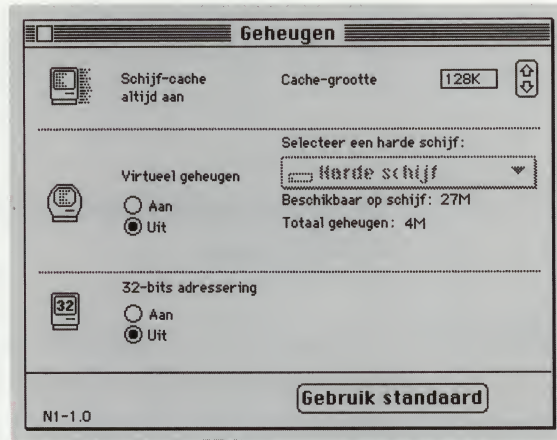 Geheugen
Schijf-cache
altijd aan
Cache-grootte
128K
Selecteer een harde schijf:
Harde schijf
Virtueel geheugen
Aan
Uit
Beschikbaar op schijf: 27M
Totaal geheugen: 4M
32
32-bits adressering
Aan
Uit
Gebruik standaard
N1-1.0